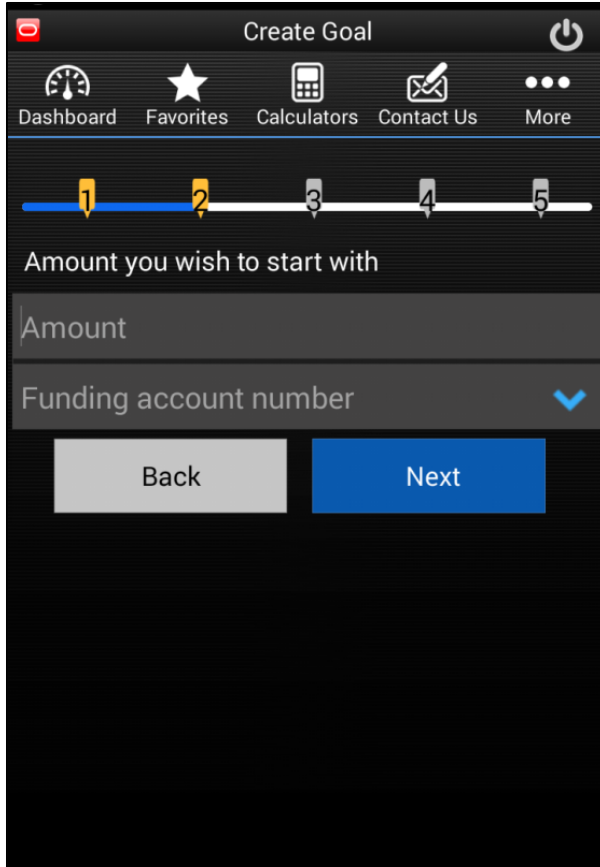 Create Goal
Dashboard Favorites Calculators Contact Us More
1 2 3 4 5
Amount you wish to start with
Amount
Funding account number
Back Next